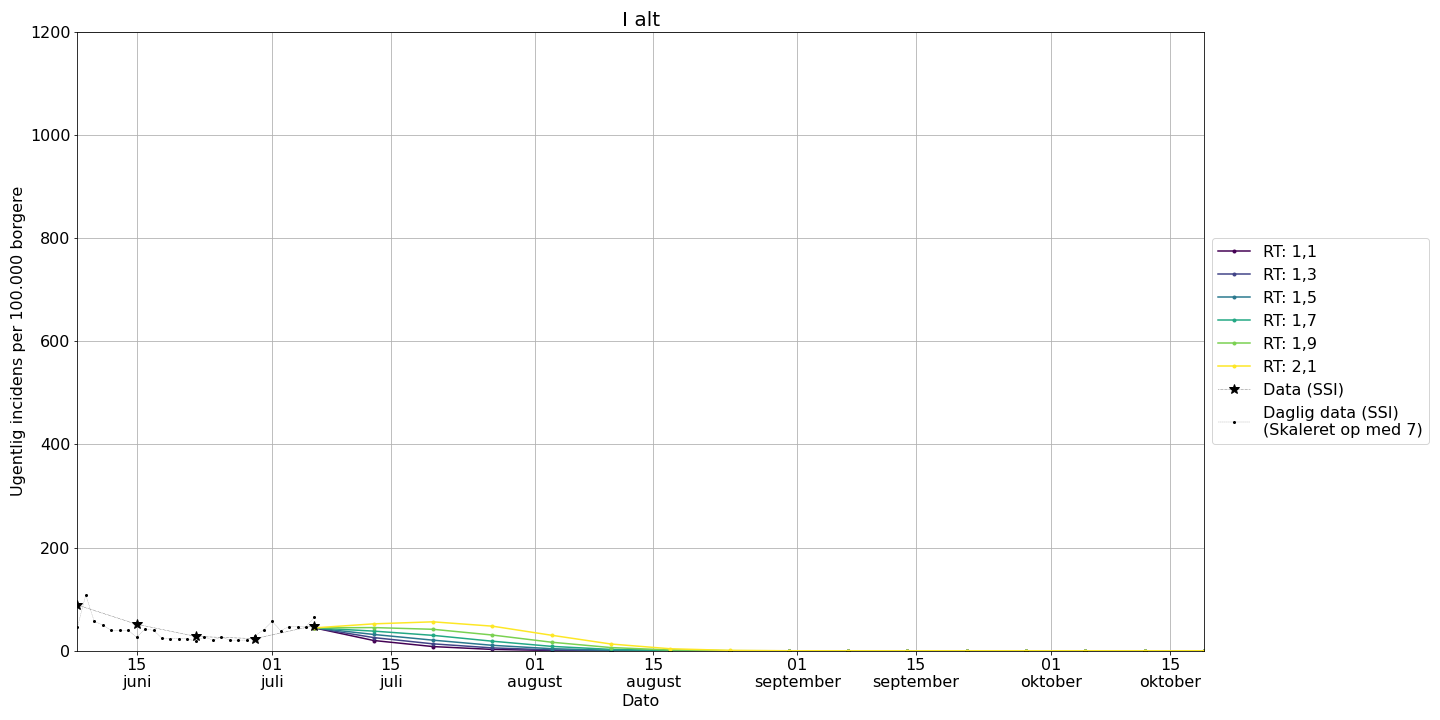 I alt
1200
1000
800
600
400
200
0
Ugentlig incidens per 100.000 borgere
15 juni
01 juli
15 juli
01 august
15 august
01 september
15 september
01 oktober
15 oktober
Dato
RT: 1,1
RT: 1,3
RT: 1,5
RT: 1,7
RT: 1,9
RT: 2,1
Data (SSI)
Daglig data (SSI)
(Skaleret op med 7)